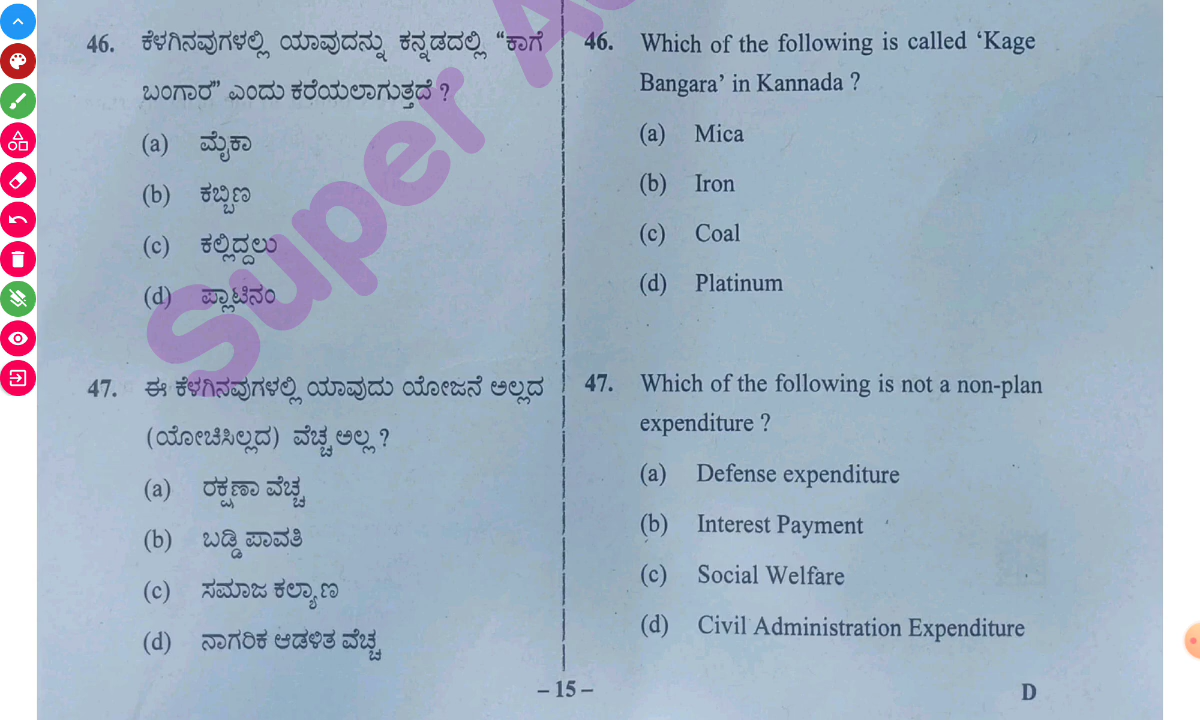 46. ಕೆಳಗಿನವುಗಳಲ್ಲಿ ಯಾವುದನ್ನು ಕನ್ನಡದಲ್ಲಿ “ಕಾಗೆ
ಬಂಗಾರ” ಎಂದು ಕರೆಯಲಾಗುತ್ತದೆ ?
(a) ಮೈಕಾ
(b) ಕಬ್ಬಿಣ
(c) ಕಲ್ಲಿದ್ದಲು
(d) ಪ್ಲಾಟಿನಂ
47. ಈ ಕೆಳಗಿನವುಗಳಲ್ಲಿ ಯಾವುದು ಯೋಜನೆ ಅಲ್ಲದ
(ಯೋಚಿಸಿಲ್ಲದ) ವೆಚ್ಚ ಅಲ್ಲ ?
(a) ರಕ್ಷಣಾ ವೆಚ್ಚ
(b) ಬಡ್ಡಿ ಪಾವತಿ
(c) ಸಮಾಜ ಕಲ್ಯಾಣ
(d) ನಾಗರಿಕ ಆಡಳಿತ ವೆಚ್ಚ
46. Which of the following is called ‘Kage
Bangara’ in Kannada ?
(a) Mica
(b) Iron
(c) Coal
(d) Platinum
47. Which of the following is not a non-plan
expenditure ?
(a) Defense expenditure
(b) Interest Payment
(c) Social Welfare
(d) Civil Administration Expenditure
– 15 –
D
Super